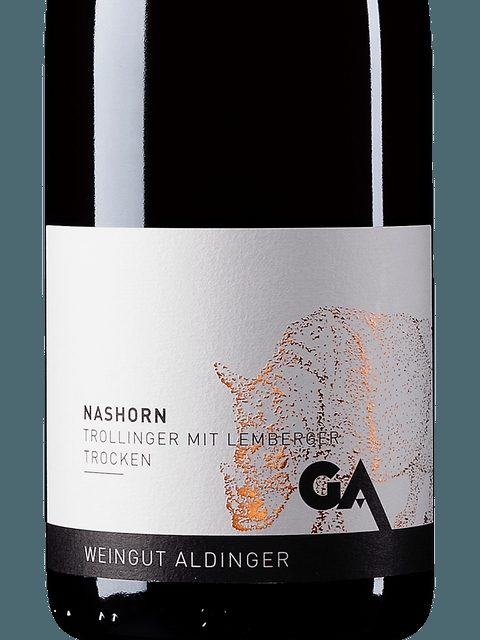 NASHORN
TROLLINGER MIT LEMBERGER
TROCKEN
GA
WEINGUT ALDINGER